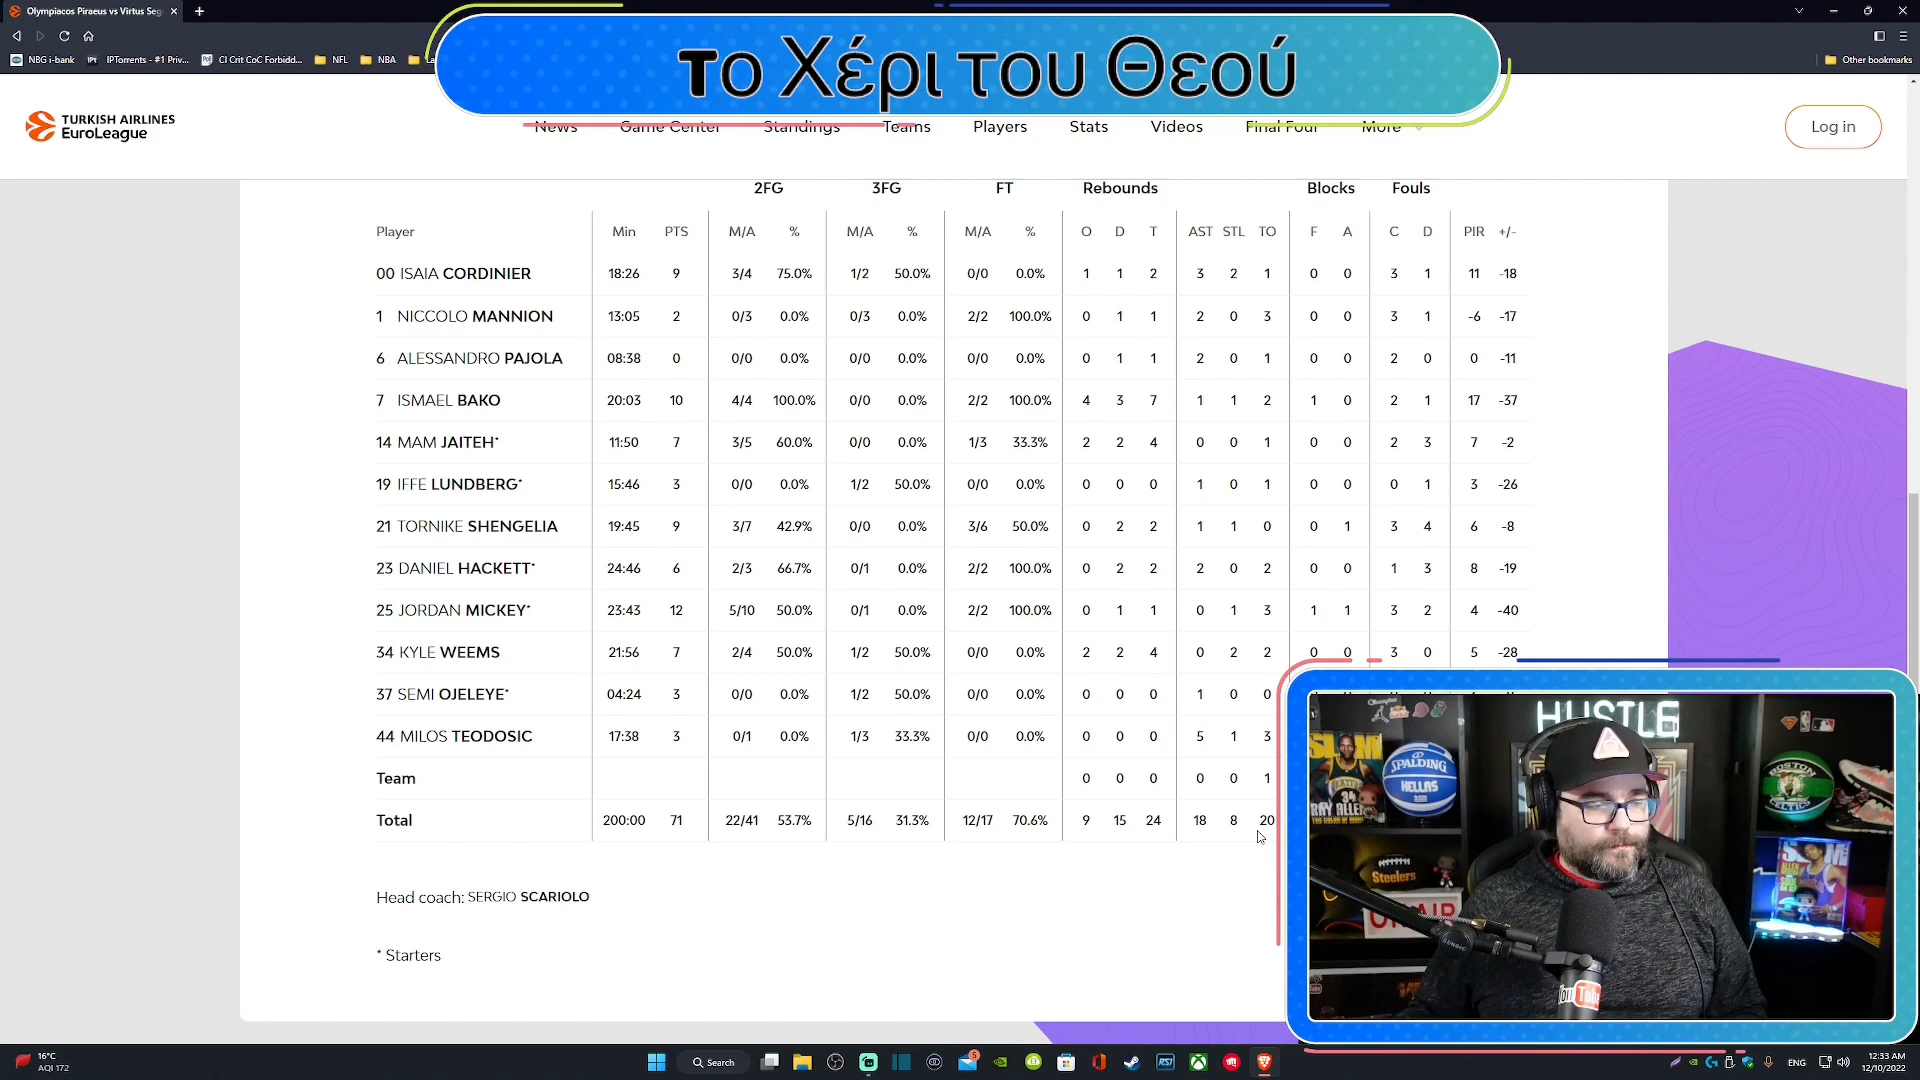 Olympiacos Piraeus vs Virtus Seg
NBG i-bank
IPTorrents - #1 Priv...
CI Crit CoC Forbidd...
NFL
NBA
Other bookmarks
το Χέρι του Θεού
TURKISH AIRLINES
EuroLeague
News Game Center Standings Teams Players Stats Videos Final Four More
Log in
2FG 3FG FT Rebounds Blocks Fouls
Player Min PTS M/A % M/A % M/A % O D T AST STL TO F A C D PIR +/-
00 ISAIA CORDINIER 18:26 9 3/4 75.0% 1/2 50.0% 0/0 0.0% 1 1 2 3 2 1 0 0 3 1 11 -18
1 NICCOLO MANNION 13:05 2 0/3 0.0% 0/3 0.0% 2/2 100.0% 0 1 1 2 0 3 0 0 3 1 -6 -17
6 ALESSANDRO PAJOLA 08:38 0 0/0 0.0% 0/0 0.0% 0/0 0.0% 0 1 1 2 0 1 0 0 2 0 0 -11
7 ISMAEL BAKO 20:03 10 4/4 100.0% 0/0 0.0% 2/2 100.0% 4 3 7 1 1 2 1 0 2 1 17 -37
14 MAM JAITEH* 11:50 7 3/5 60.0% 0/0 0.0% 1/3 33.3% 2 2 4 0 0 1 0 0 2 3 7 -2
19 IFFE LUNDBERG* 15:46 3 0/0 0.0% 1/2 50.0% 0/0 0.0% 0 0 0 1 0 1 0 0 0 1 3 -26
21 TORNIKE SHENGELIA 19:45 9 3/7 42.9% 0/0 0.0% 3/6 50.0% 0 2 2 1 1 0 0 1 3 4 6 -8
23 DANIEL HACKETT* 24:46 6 2/3 66.7% 0/1 0.0% 2/2 100.0% 0 2 2 2 0 2 0 0 1 3 8 -19
25 JORDAN MICKEY* 23:43 12 5/10 50.0% 0/1 0.0% 2/2 100.0% 0 1 1 0 1 3 1 1 3 2 4 -40
34 KYLE WEEMS 21:56 7 2/4 50.0% 1/2 50.0% 0/0 0.0% 2 2 4 0 2 2 0 0 3 0 5 -28
37 SEMI OJELEYE* 04:24 3 0/0 0.0% 1/2 50.0% 0/0 0.0% 0 0 0 1 0 0
44 MILOS TEODOSIC 17:38 3 0/1 0.0% 1/3 33.3% 0/0 0.0% 0 0 0 5 1 3
Team 0 0 0 0 0 1
Total 200:00 71 22/41 53.7% 5/16 31.3% 12/17 70.6% 9 15 24 18 8 20
Head coach: SERGIO SCARIOLO
* Starters
HUSTLE
SLAM
34
RAY ALLEN
SPALDING
HELLAS
BOSTON
CELTICS
Steelers
ON AIR
SLAM
YouTube
16°C
AQI 172
Search
5
RSI
ENG
12:33 AM
12/10/2022